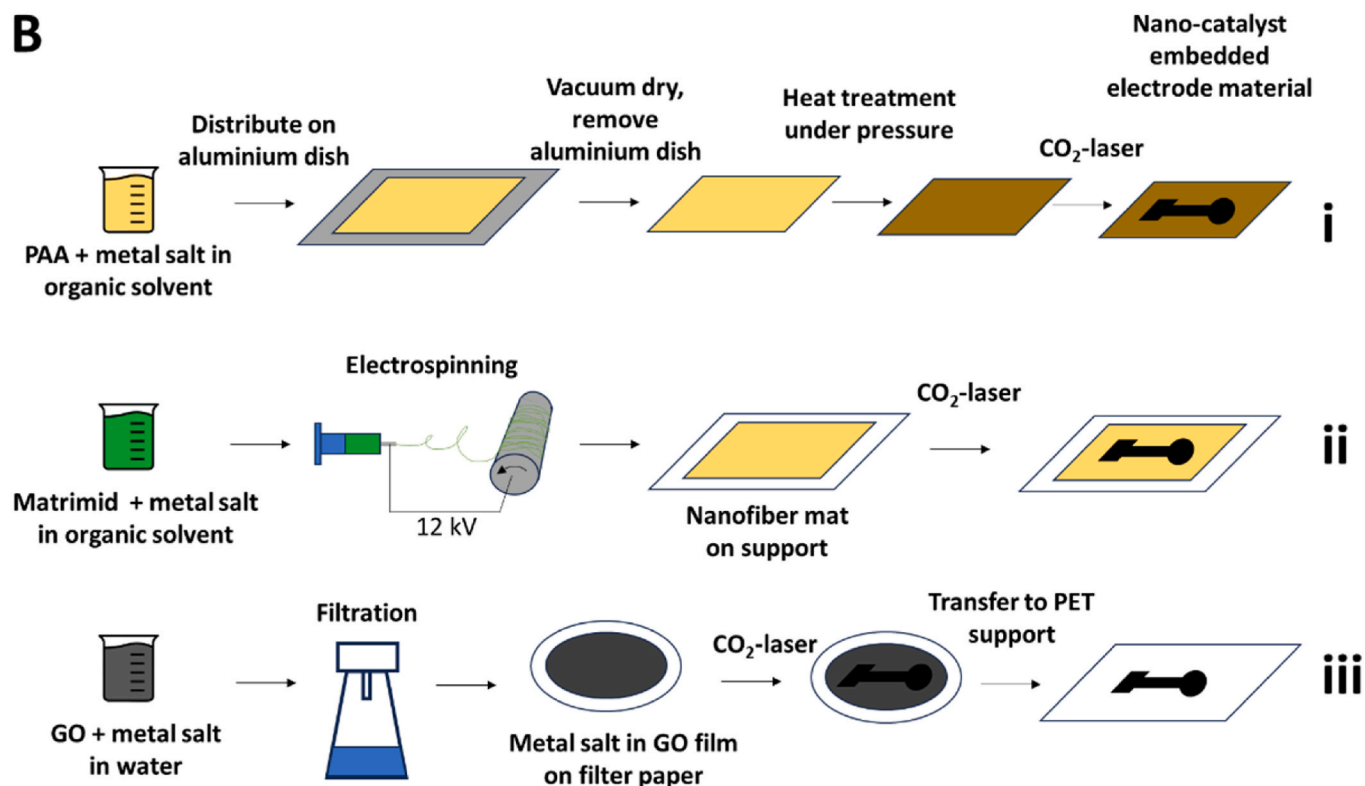 B
Nano-catalyst
embedded
electrode material
Vacuum dry,
remove
aluminium dish
Heat treatment
under pressure
Distribute on
aluminium dish
CO₂-laser
PAA + metal salt in
organic solvent
i
Electrospinning
CO₂-laser
12 kV
Matrimid + metal salt
in organic solvent
Nanofiber mat
on support
ii
Filtration
CO₂-laser
Transfer to PET
support
GO + metal salt
in water
Metal salt in GO film
on filter paper
iii